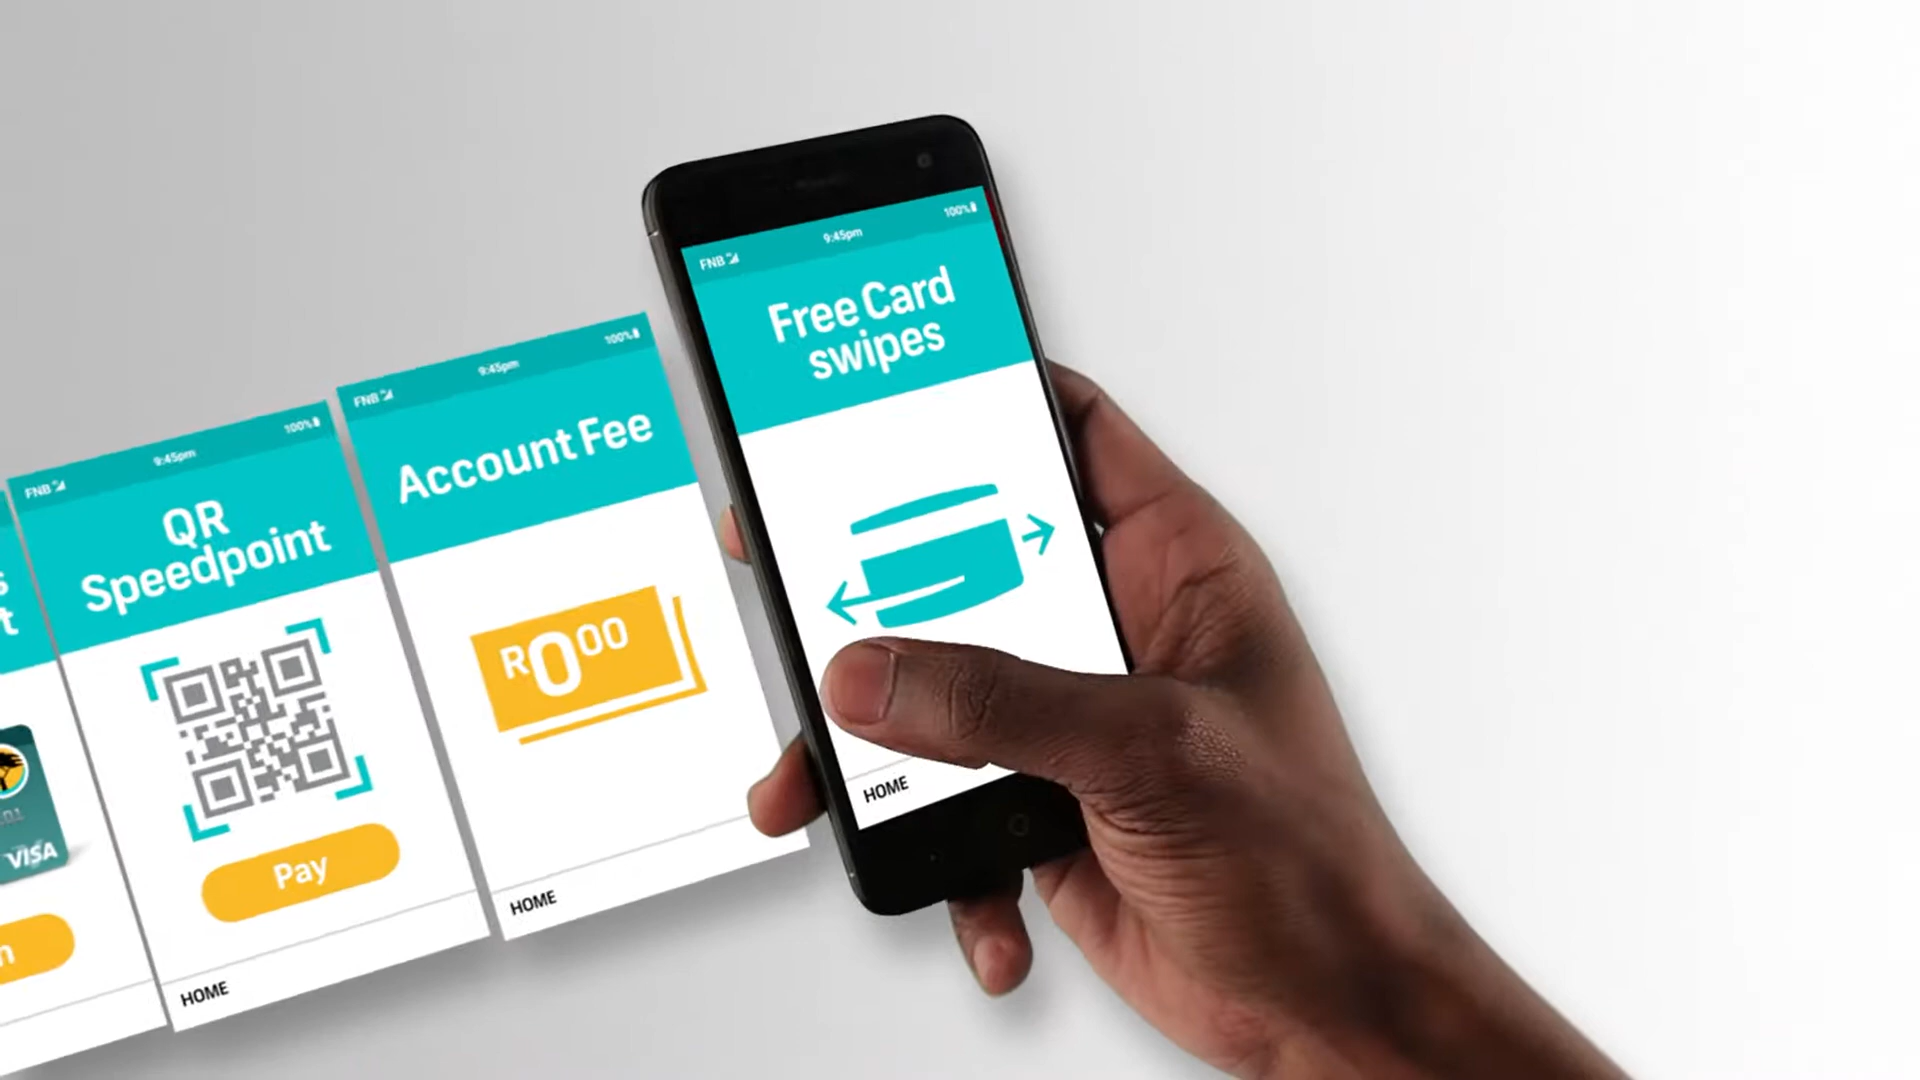 FNB
9:45pm
100%
QR
Speedpoint
Pay
HOME
VISA
FNB
9:45pm
100%
Account Fee
R000
HOME
FNB
9:45pm
100%
Free Card
swipes
HOME